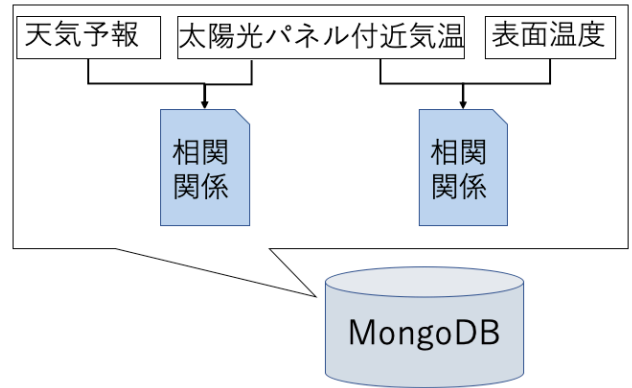 天気予報
太陽光パネル付近気温
表面温度
相関
関係
相関
関係
MongoDB